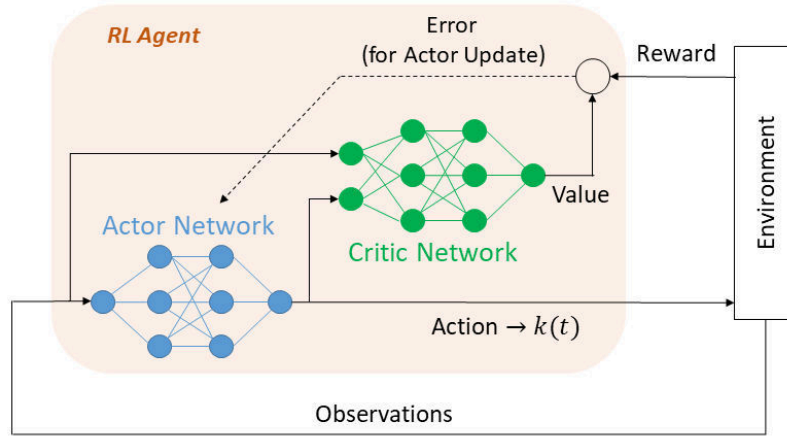 RL Agent
Error
(for Actor Update)
Reward
Environment
Value
Actor Network
Critic Network
Action → k(t)
Observations